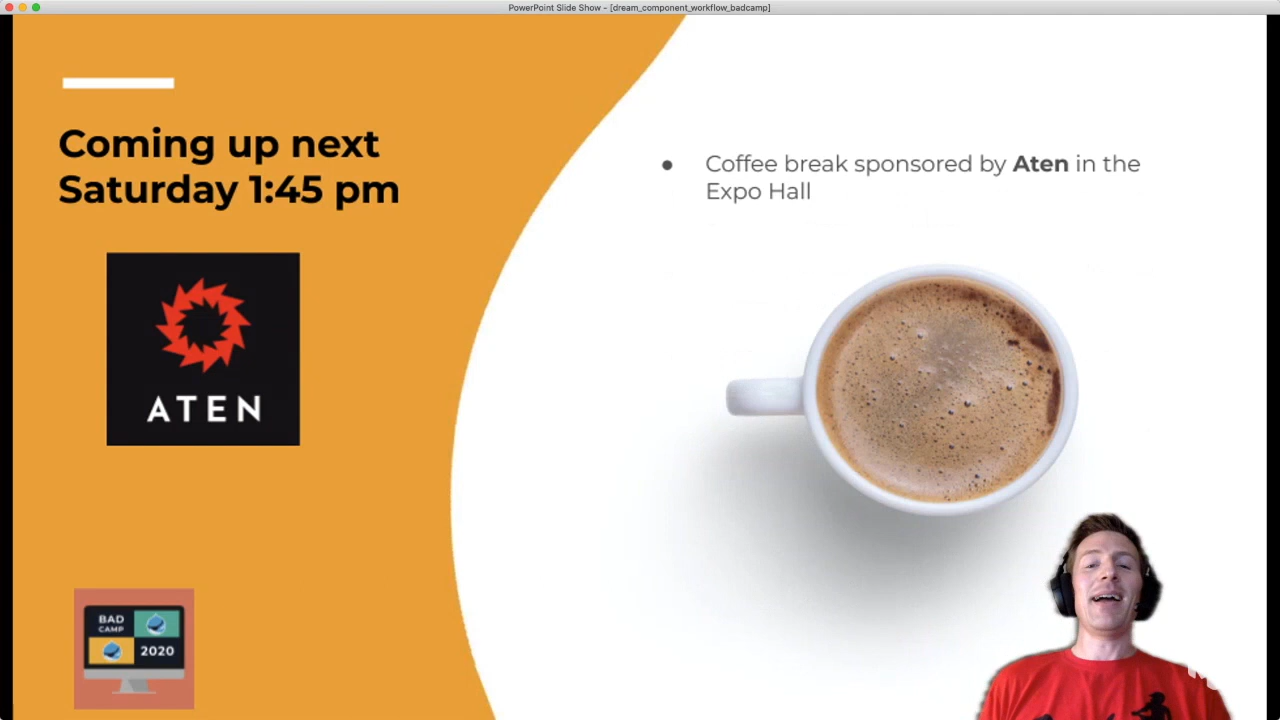 PowerPoint Slide Show - [dream_component_workflow_badcamp]
Coming up next
Saturday 1:45 pm
● Coffee break sponsored by Aten in the
Expo Hall
ATEN
BAD
CAMP
2020